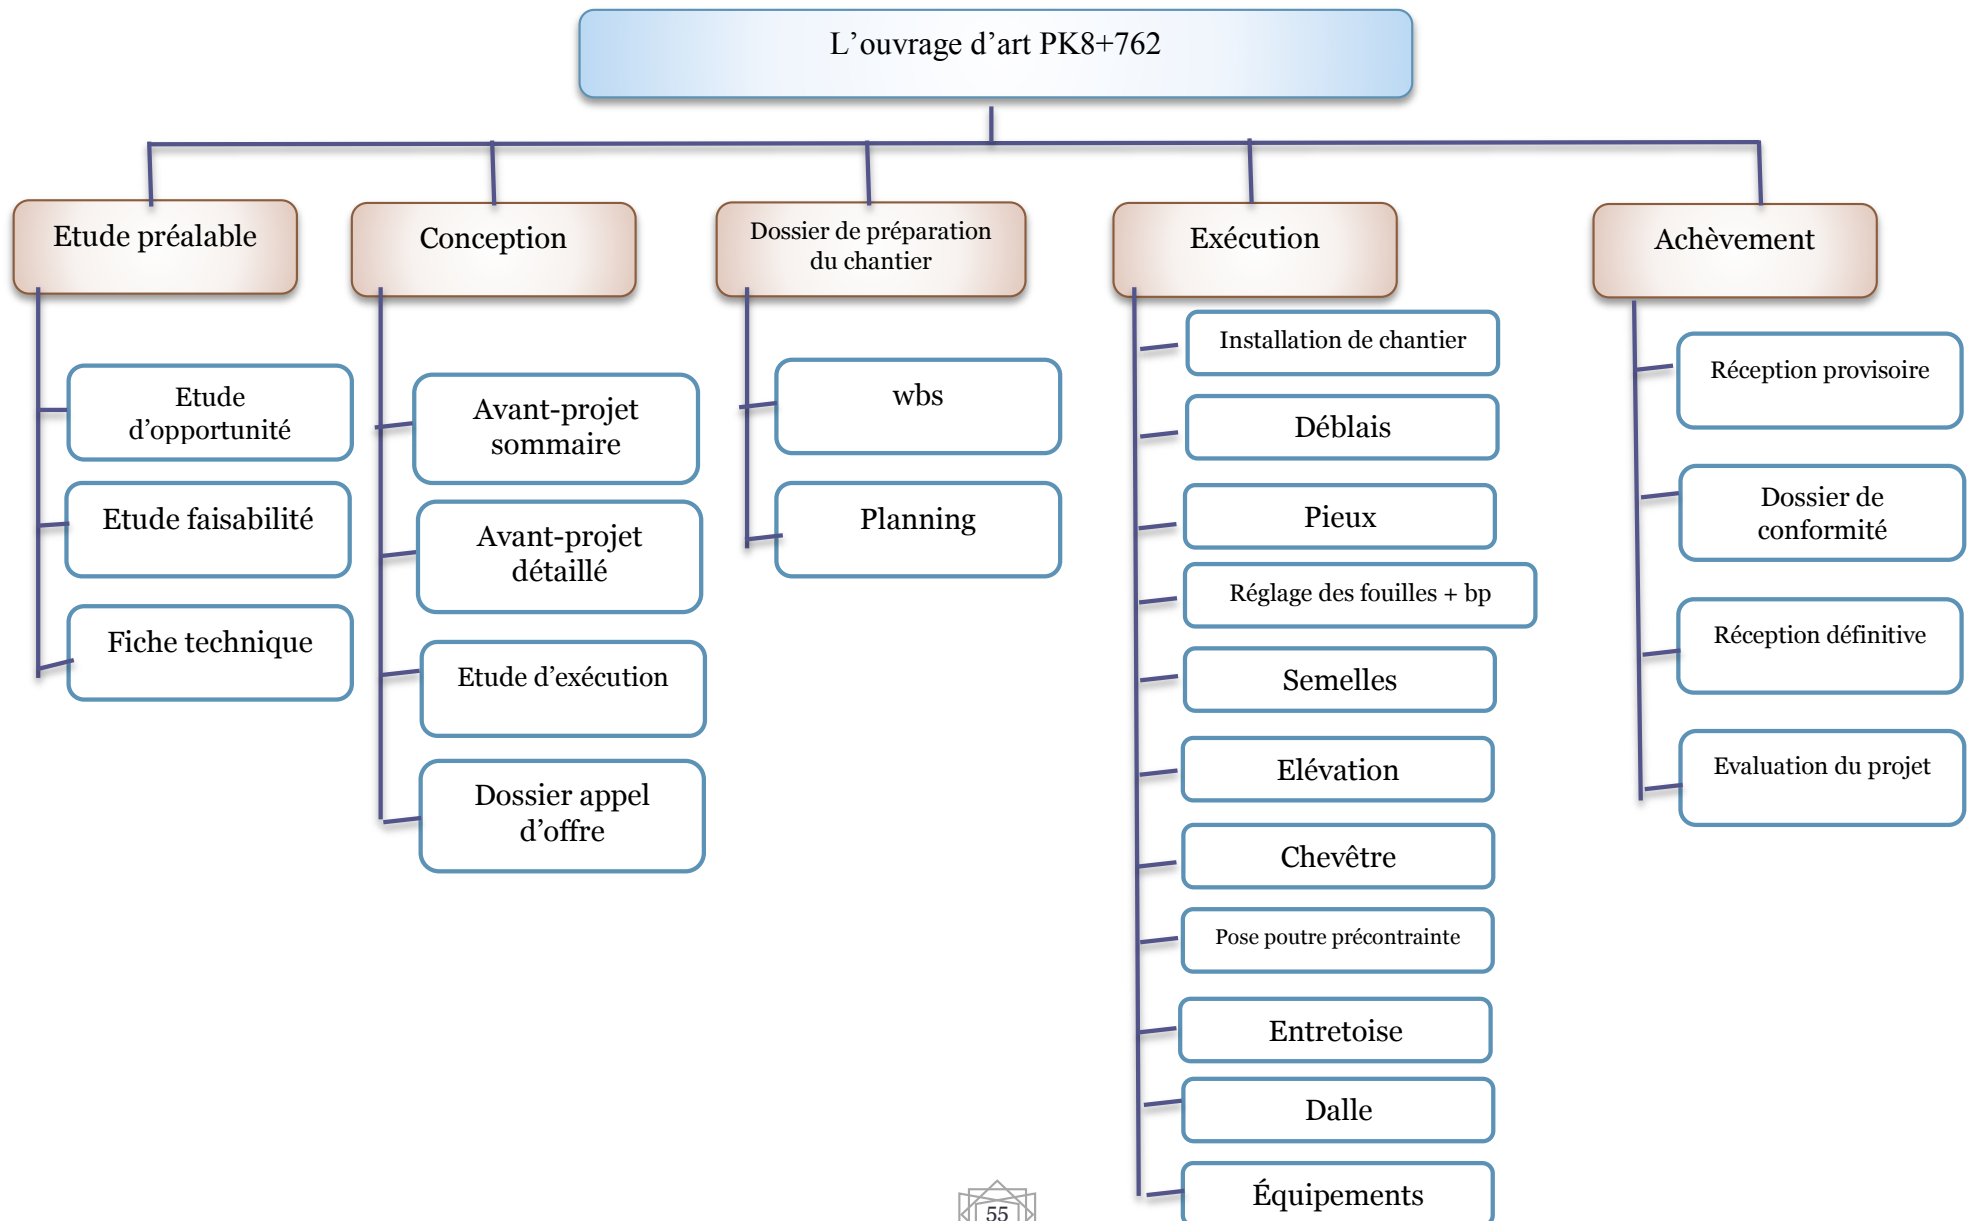 L’ouvrage d’art PK8+762
Etude préalable
Etude
d’opportunité
Etude faisabilité
Fiche technique
Conception
Avant-projet
sommaire
Avant-projet
détaillé
Etude d’exécution
Dossier appel
d’offre
Dossier de préparation
du chantier
wbs
Planning
Exécution
Installation de chantier
Déblais
Pieux
Réglage des fouilles + bp
Semelles
Elévation
Chevêtre
Pose poutre précontrainte
Entretoise
Dalle
Équipements
Achèvement
Réception provisoire
Dossier de
conformité
Réception définitive
Evaluation du projet
55